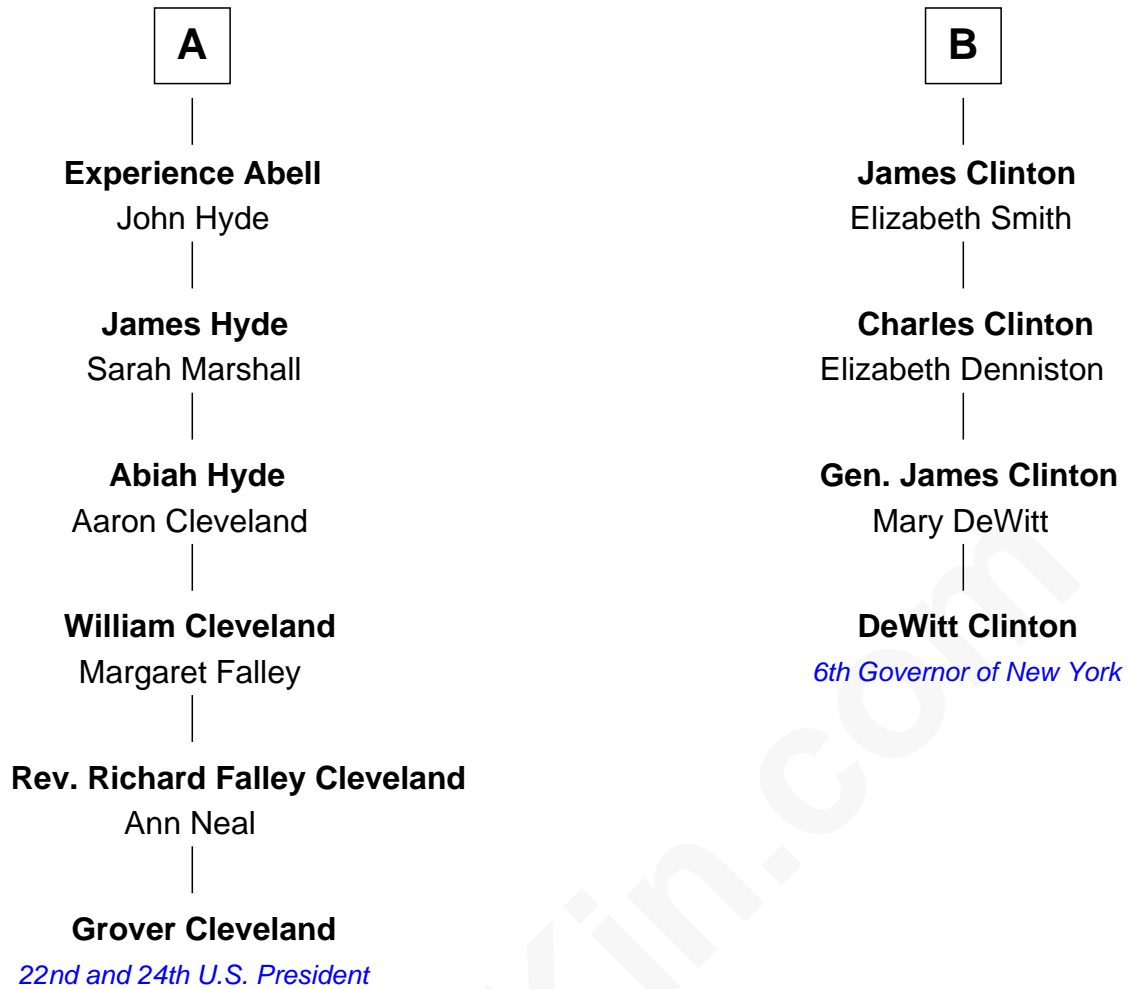 A
Experience Abell
John Hyde
James Hyde
Sarah Marshall
Abiah Hyde
Aaron Cleveland
William Cleveland
Margaret Falley
Rev. Richard Falley Cleveland
Ann Neal
Grover Cleveland
22nd and 24th U.S. President
B
James Clinton
Elizabeth Smith
Charles Clinton
Elizabeth Denniston
Gen. James Clinton
Mary DeWitt
DeWitt Clinton
6th Governor of New York